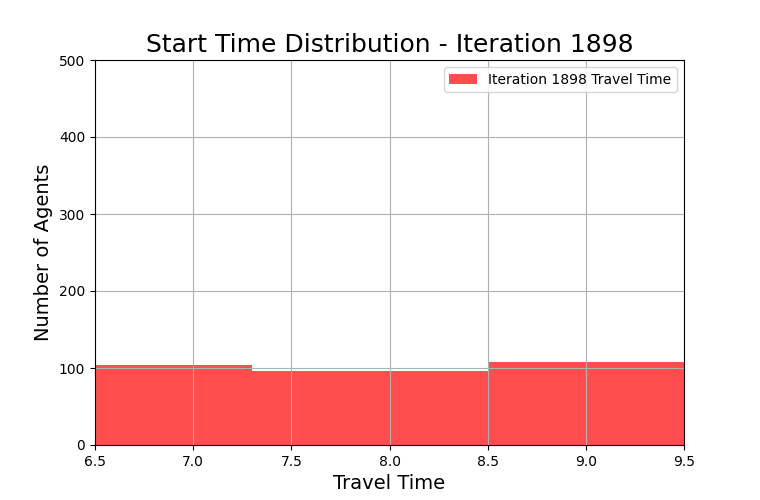 Start Time Distribution - Iteration 1898
Iteration 1898 Travel Time
Number of Agents
500
400
300
200
100
0
6.5 7.0 7.5 8.0 8.5 9.0 9.5
Travel Time